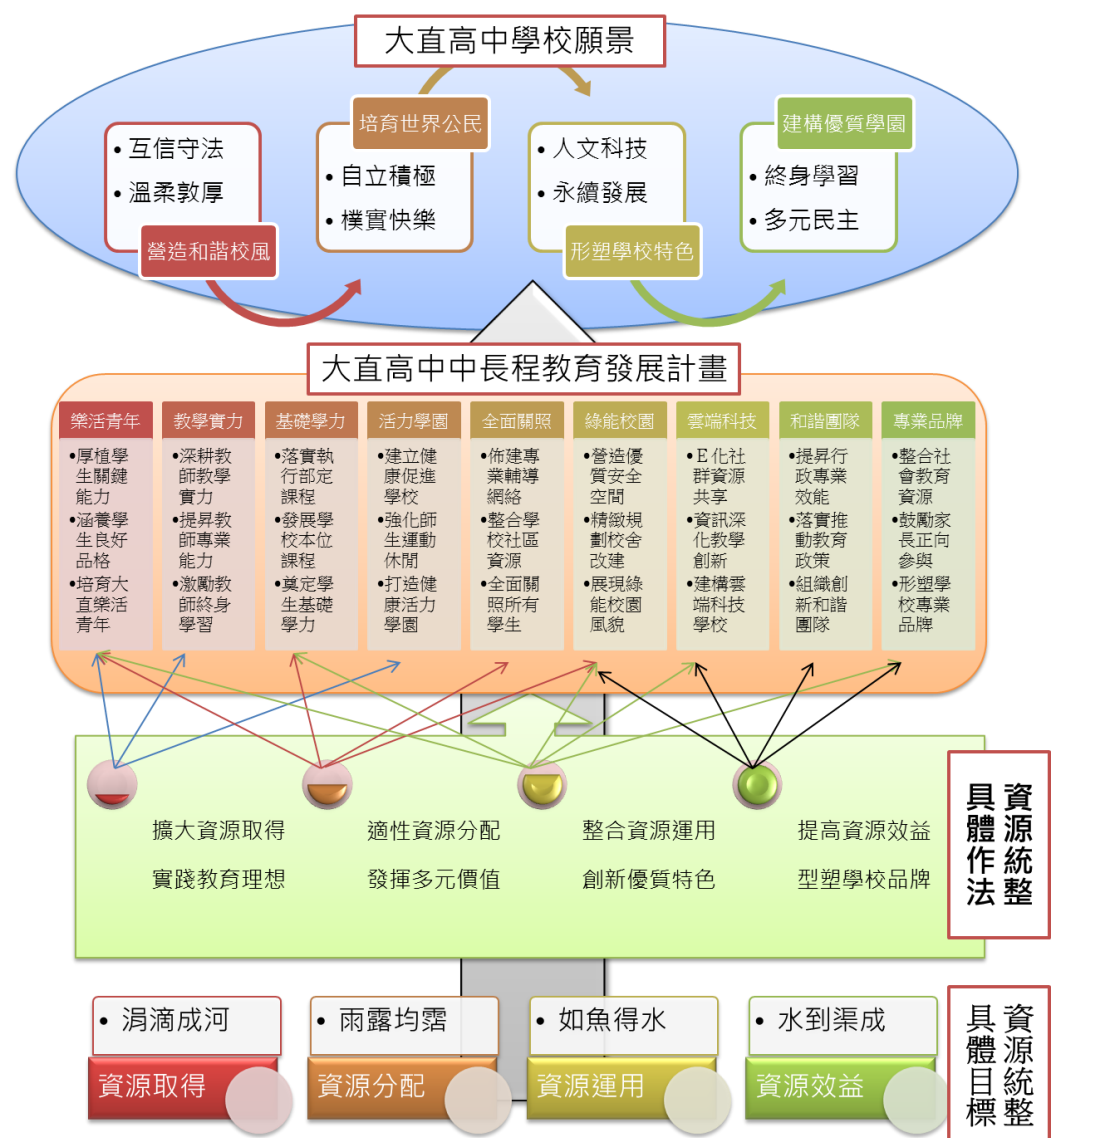 大直高中學校願景
• 互信守法
• 溫柔敦厚
營造和諧校風
培育世界公民
• 自立積極
• 樸實快樂
• 人文科技
• 永續發展
形塑學校特色
建構優質學園
• 終身學習
• 多元民主
大直高中中長程教育發展計畫
樂活青年
•厚植學
生關鍵
能力
•涵養學
生良好
品格
•培育大
直樂活
青年
教學實力
•深耕教
師教學
實力
•提昇教
師專業
能力
•激勵教
師終身
學習
基礎學力
•落實執
行部定
課程
•發展學
校本位
課程
•奠定學
生基礎
學力
活力學園
•建立健
康促進
學校
•強化師
生運動
休閒
•打造健
康活力
學園
全面關照
•佈建專
業輔導
網絡
•整合學
校社區
資源
•全面關
照所有
學生
綠能校園
•營造優
質安全
空間
•精緻規
劃校舍
改建
•展現綠
能校園
風貌
雲端科技
•E化社
群資源
共享
•資訊深
化教學
創新
•建構雲
端科技
學校
和諧團隊
•提昇行
政專業
效能
•落實推
動教育
政策
•組織創
新和諧
團隊
專業品牌
•整合社
會教育
資源
•鼓勵家
長正向
參與
•形塑學
校專業
品牌
擴大資源取得
實踐教育理想
適性資源分配
發揮多元價值
整合資源運用
創新優質特色
提高資源效益
型塑學校品牌
資源統整
具體作法
• 涓滴成河
資源取得
• 雨露均霑
資源分配
• 如魚得水
資源運用
• 水到渠成
資源效益
資源統整
具體目標